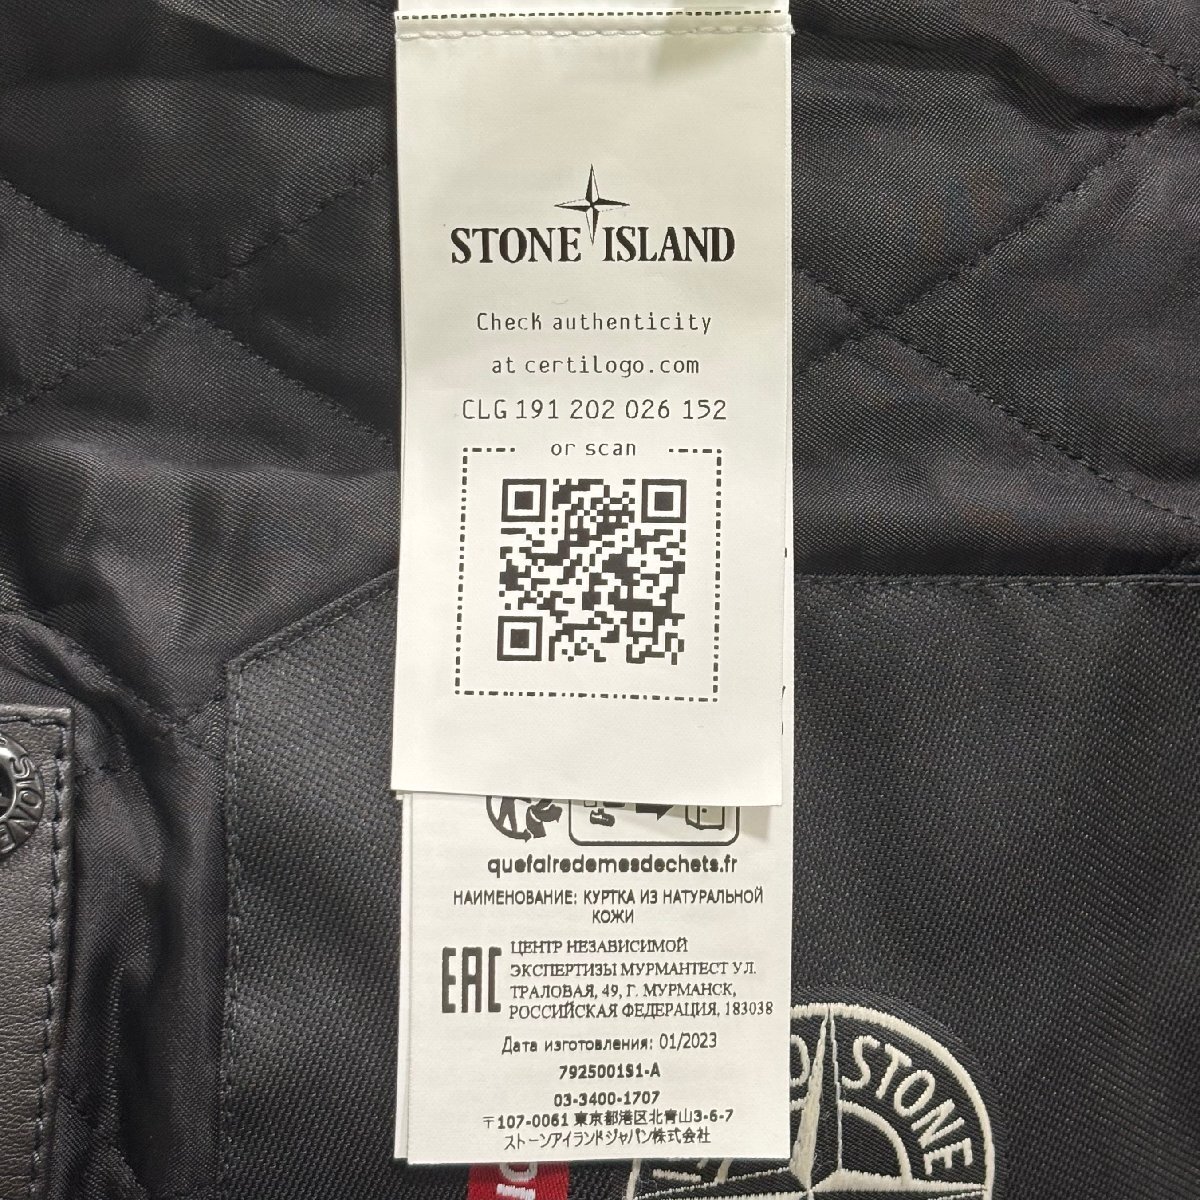 STONE ISLAND
Check authenticity
at certilogo.com
CLG 191 202 026 152
or scan
quefairedemesdechets.fr
НАИМЕНОВАНИЕ: КУРТКА ИЗ НАТУРАЛЬНОЙ
КОЖИ
EAC
ЦЕНТР НЕЗАВИСИМОЙ
ЭКСПЕРТИЗЫ МУРМАНТЕСТ УЛ.
ТРАЛОВАЯ, 49, Г. МУРМАНСК,
РОССИЙСКАЯ ФЕДЕРАЦИЯ, 183038
Дата изготовления: 01/2023
7925001S1-A
03-3400-1707
〒107-0061 東京都港区北青山3-6-7
ストーンアイランドジャパン株式会社
STONE